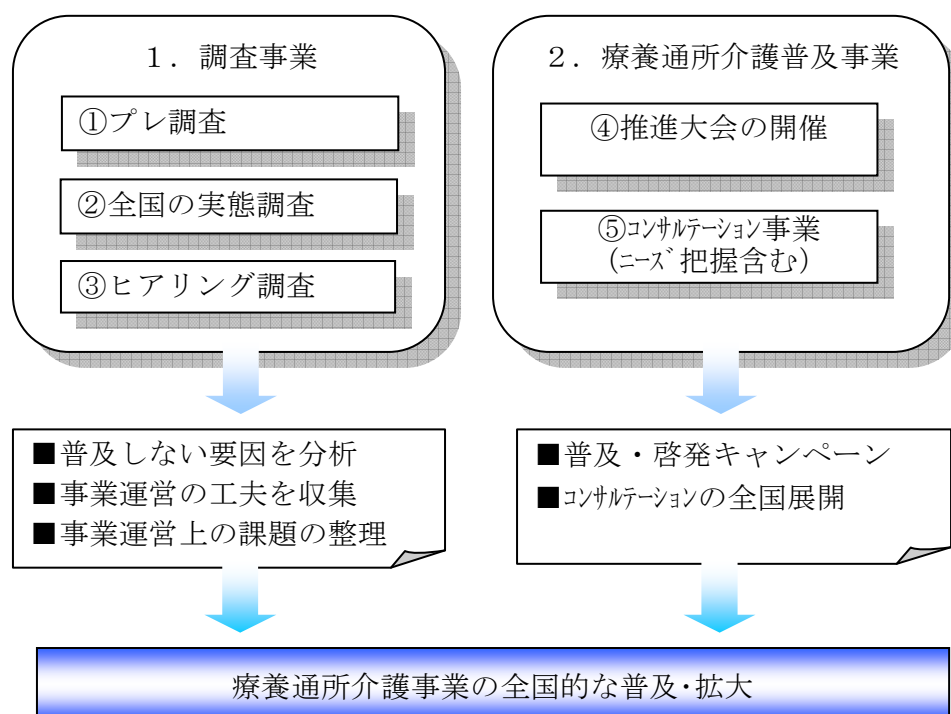 １．調査事業
①プレ調査
②全国の実態調査
③ヒアリング調査
２．療養通所介護普及事業
④推進大会の開催
⑤ｺﾝｻﾙﾃｰｼｮﾝ事業
(ﾆｰｽﾞ把握含む)
■普及しない要因を分析
■事業運営の工夫を収集
■事業運営上の課題の整理
■普及・啓発キャンペーン
■ｺﾝｻﾙﾃｰｼｮﾝの全国展開
療養通所介護事業の全国的な普及･拡大